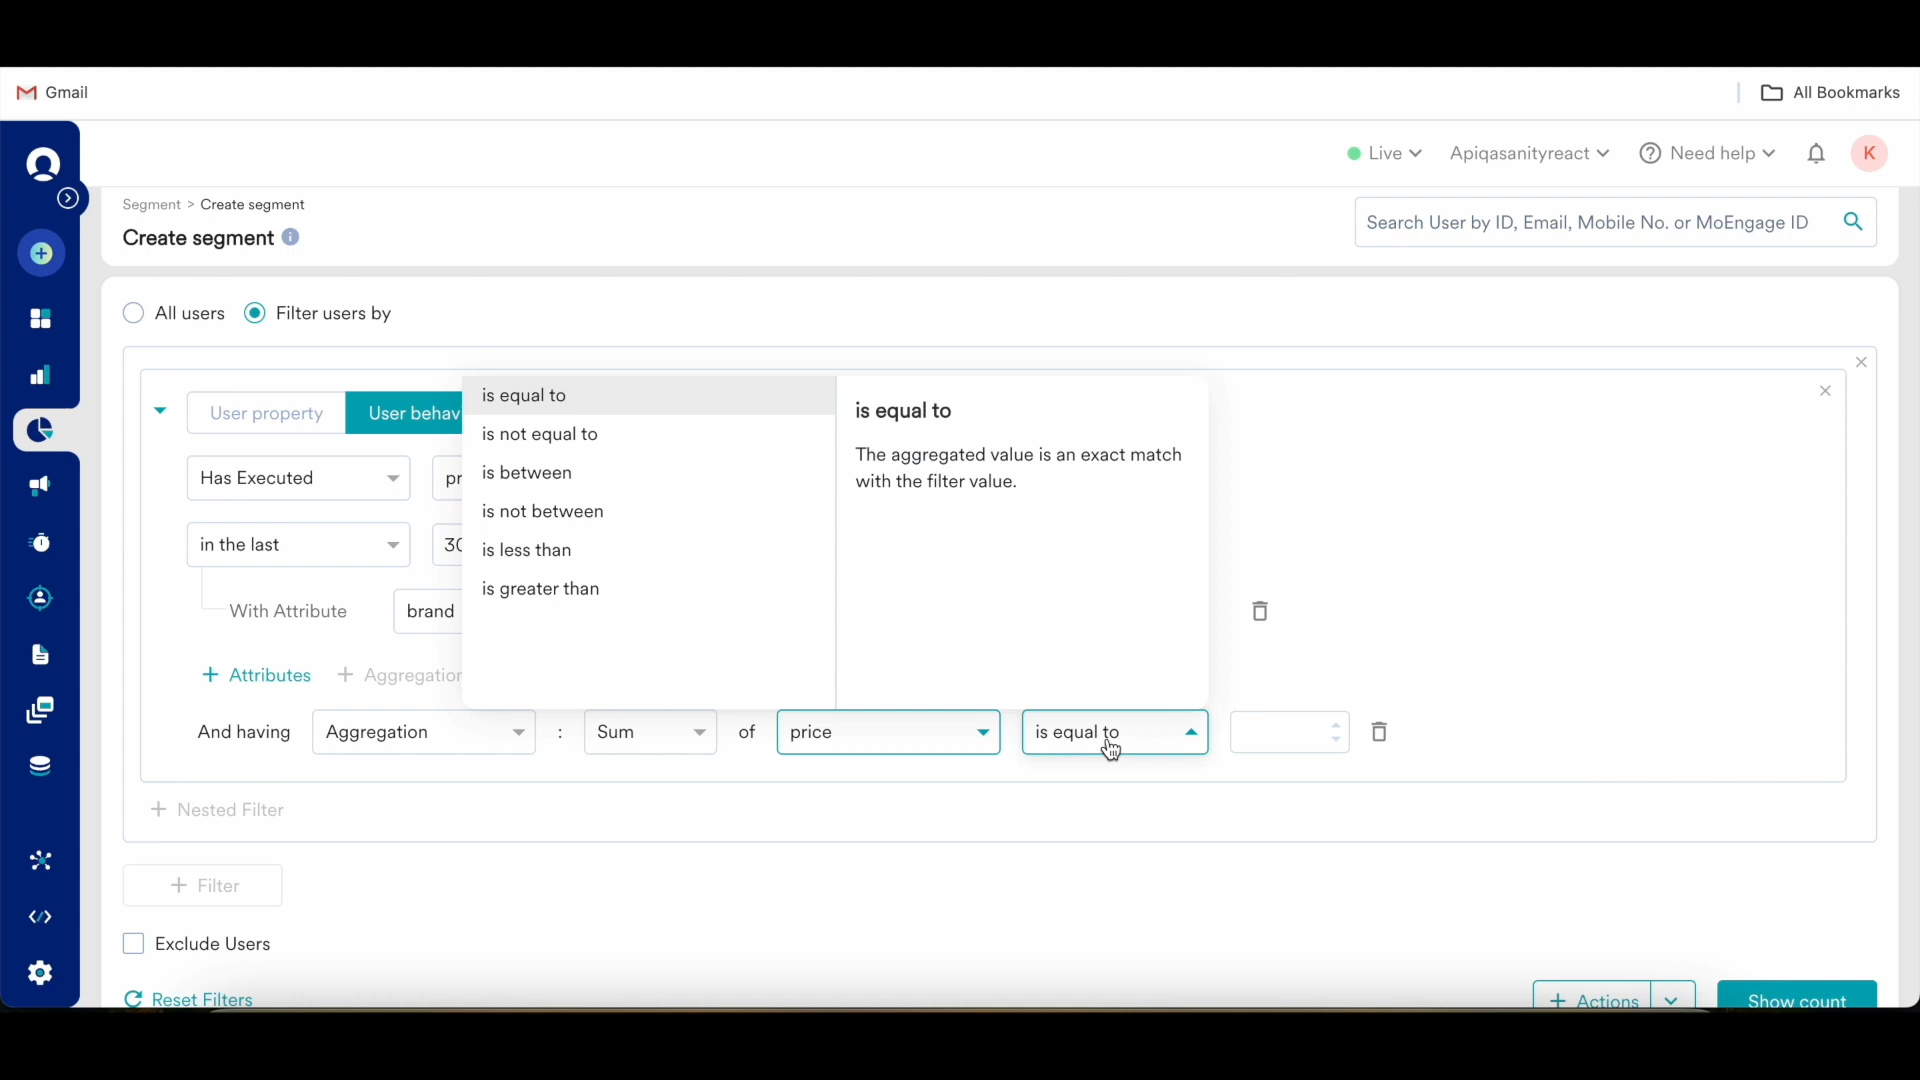 Gmail
All Bookmarks
Live
Apiqasanityreact
Need help
K
Segment > Create segment
Create segment
Search User by ID, Email, Mobile No. or MoEngage ID
All users
Filter users by
User property
User behav
is equal to
is not equal to
is between
is not between
is less than
is greater than
is equal to
The aggregated value is an exact match
with the filter value.
Has Executed
pr
in the last
30
With Attribute
brand
+ Attributes
+ Aggregation
And having
Aggregation
:
Sum
of
price
is equal to
+ Nested Filter
+ Filter
Exclude Users
Reset Filters
+ Actions
Show count